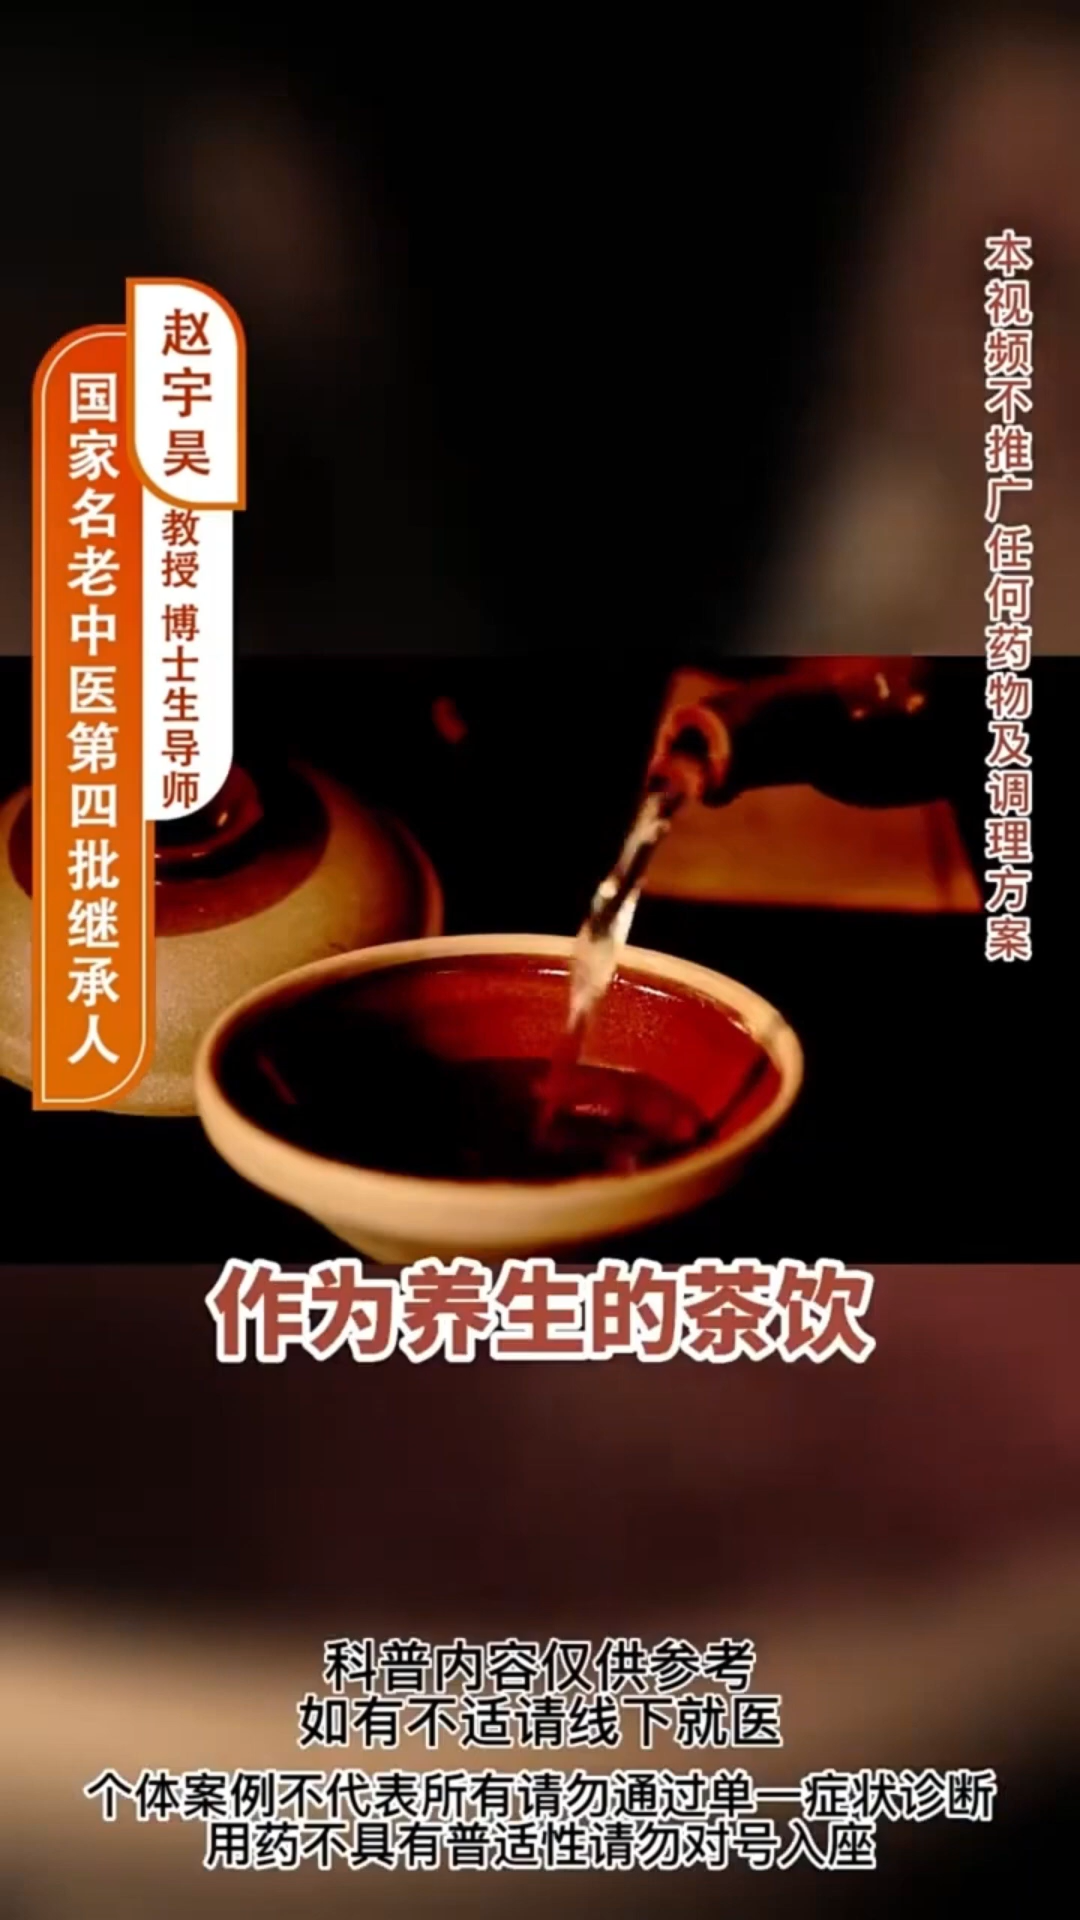 赵宇昊
教授 博士生导师
国家名老中医第四批继承人
本视频不推广任何药物及调理方案
作为养生的茶饮
科普内容仅供参考
如有不适请线下就医
个体案例不代表所有请勿通过单一症状诊断
用药不具有普适性请勿对号入座